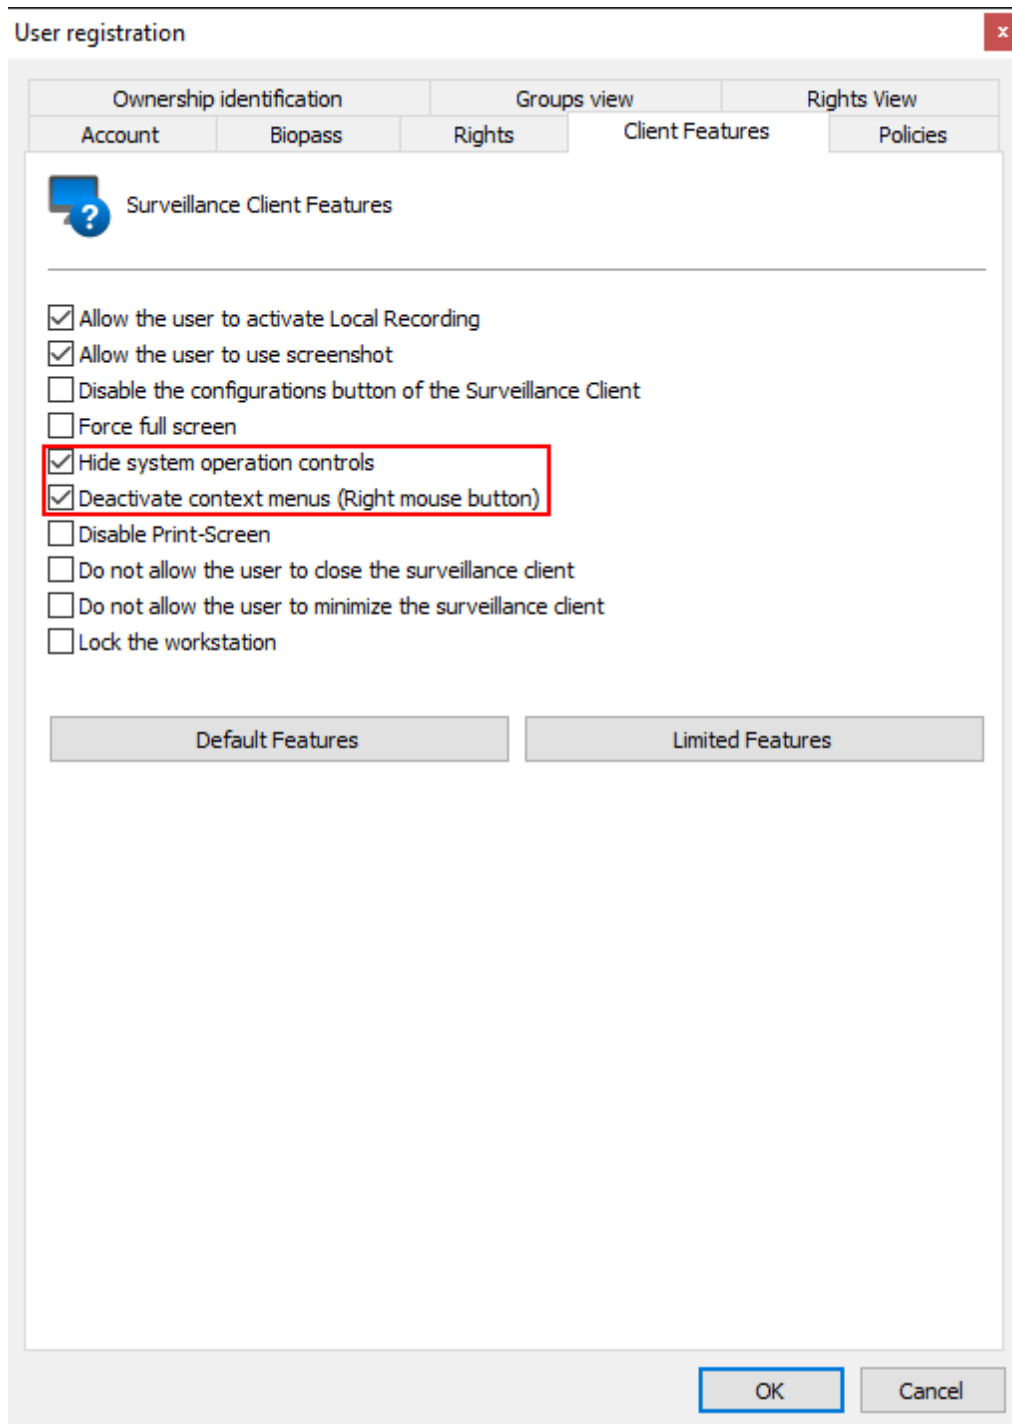 User registration
x
Ownership identification
Groups view
Rights View
Account
Biopass
Rights
Client Features
Policies
?
Surveillance Client Features
Allow the user to activate Local Recording
Allow the user to use screenshot
Disable the configurations button of the Surveillance Client
Force full screen
Hide system operation controls
Deactivate context menus (Right mouse button)
Disable Print-Screen
Do not allow the user to close the surveillance client
Do not allow the user to minimize the surveillance client
Lock the workstation
Default Features
Limited Features
OK
Cancel